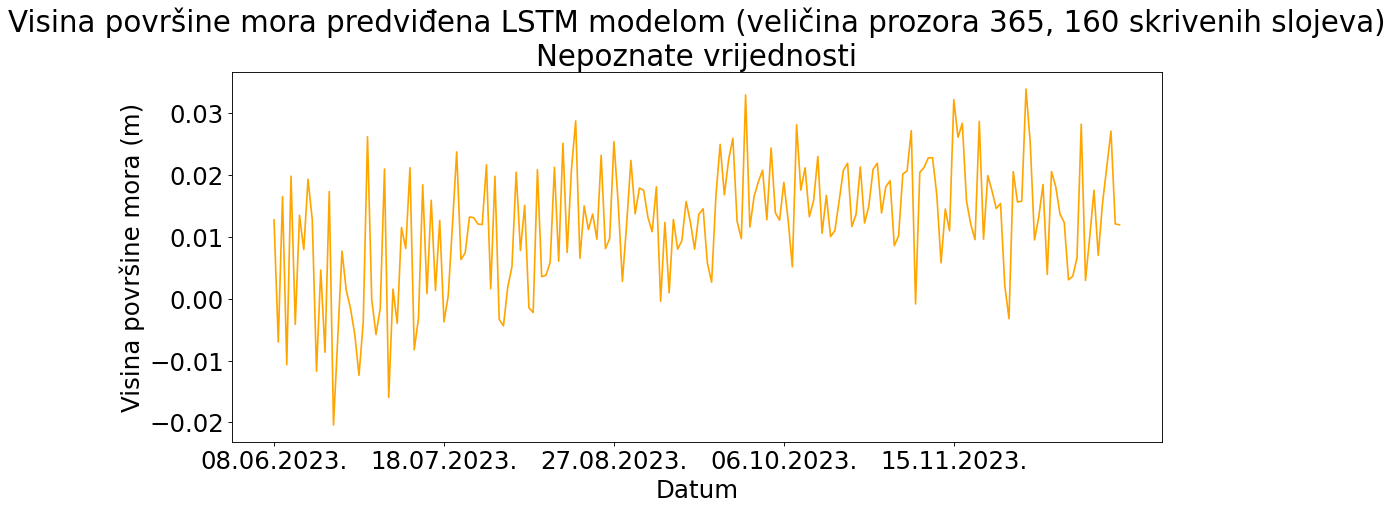 Visina površine mora predviđena LSTM modelom (veličina prozora 365, 160 skrivenih slojeva)
Nepoznate vrijednosti
Visina površine mora (m)
0.03
0.02
0.01
0.00
−0.01
−0.02
08.06.2023. 18.07.2023. 27.08.2023. 06.10.2023. 15.11.2023.
Datum